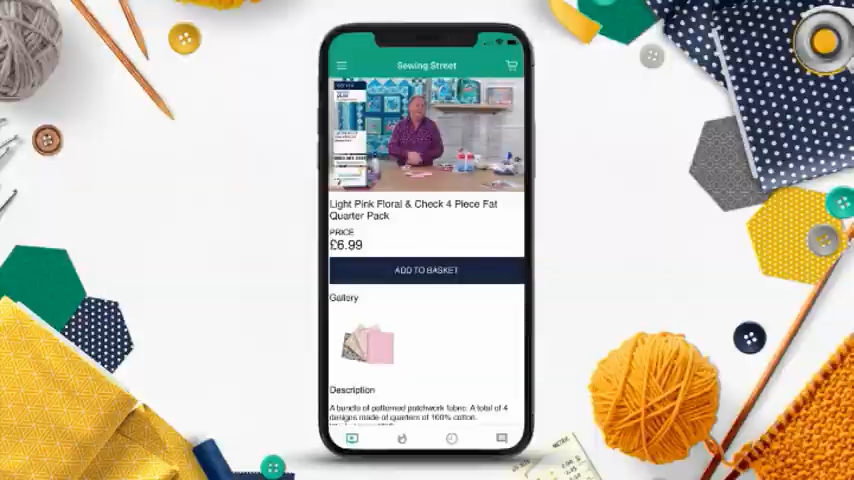 Sewing Street
Light Pink Floral & Check 4 Piece Fat
Quarter Pack
PRICE
£6.99
ADD TO BASKET
Gallery
Description
A bundle of patterned patchwork fabric. A total of 4
designs made of quarters of 100% cotton.